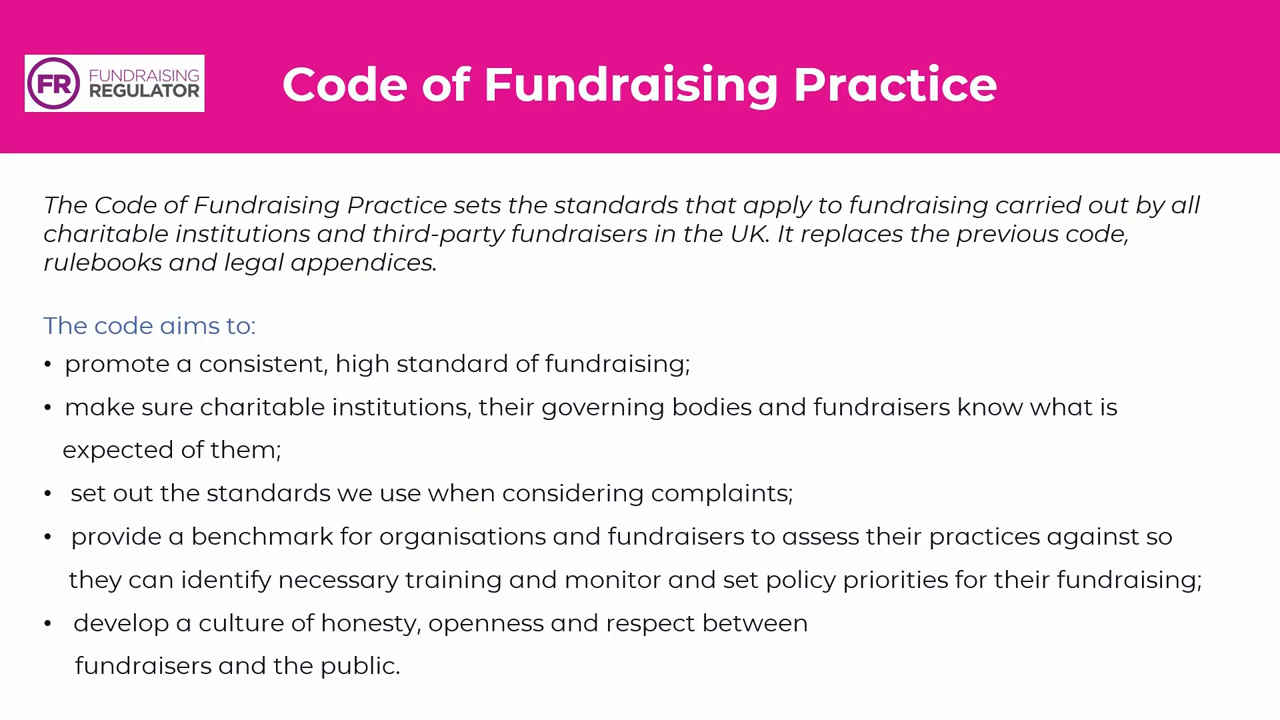 FR FUNDRAISING
REGULATOR
Code of Fundraising Practice
The Code of Fundraising Practice sets the standards that apply to fundraising carried out by all
charitable institutions and third-party fundraisers in the UK. It replaces the previous code,
rulebooks and legal appendices.
The code aims to:
• promote a consistent, high standard of fundraising;
• make sure charitable institutions, their governing bodies and fundraisers know what is
expected of them;
• set out the standards we use when considering complaints;
• provide a benchmark for organisations and fundraisers to assess their practices against so
they can identify necessary training and monitor and set policy priorities for their fundraising;
• develop a culture of honesty, openness and respect between
fundraisers and the public.